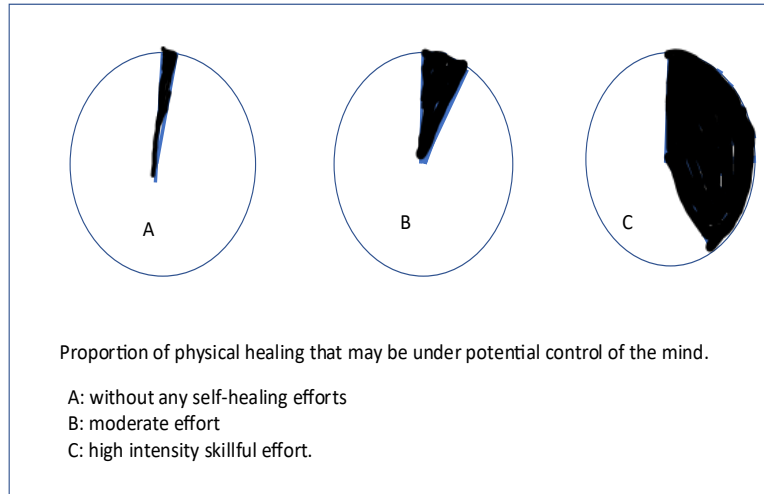 A
B
C
Proportion of physical healing that may be under potential control of the mind.
A: without any self-healing efforts
B: moderate effort
C: high intensity skillful effort.